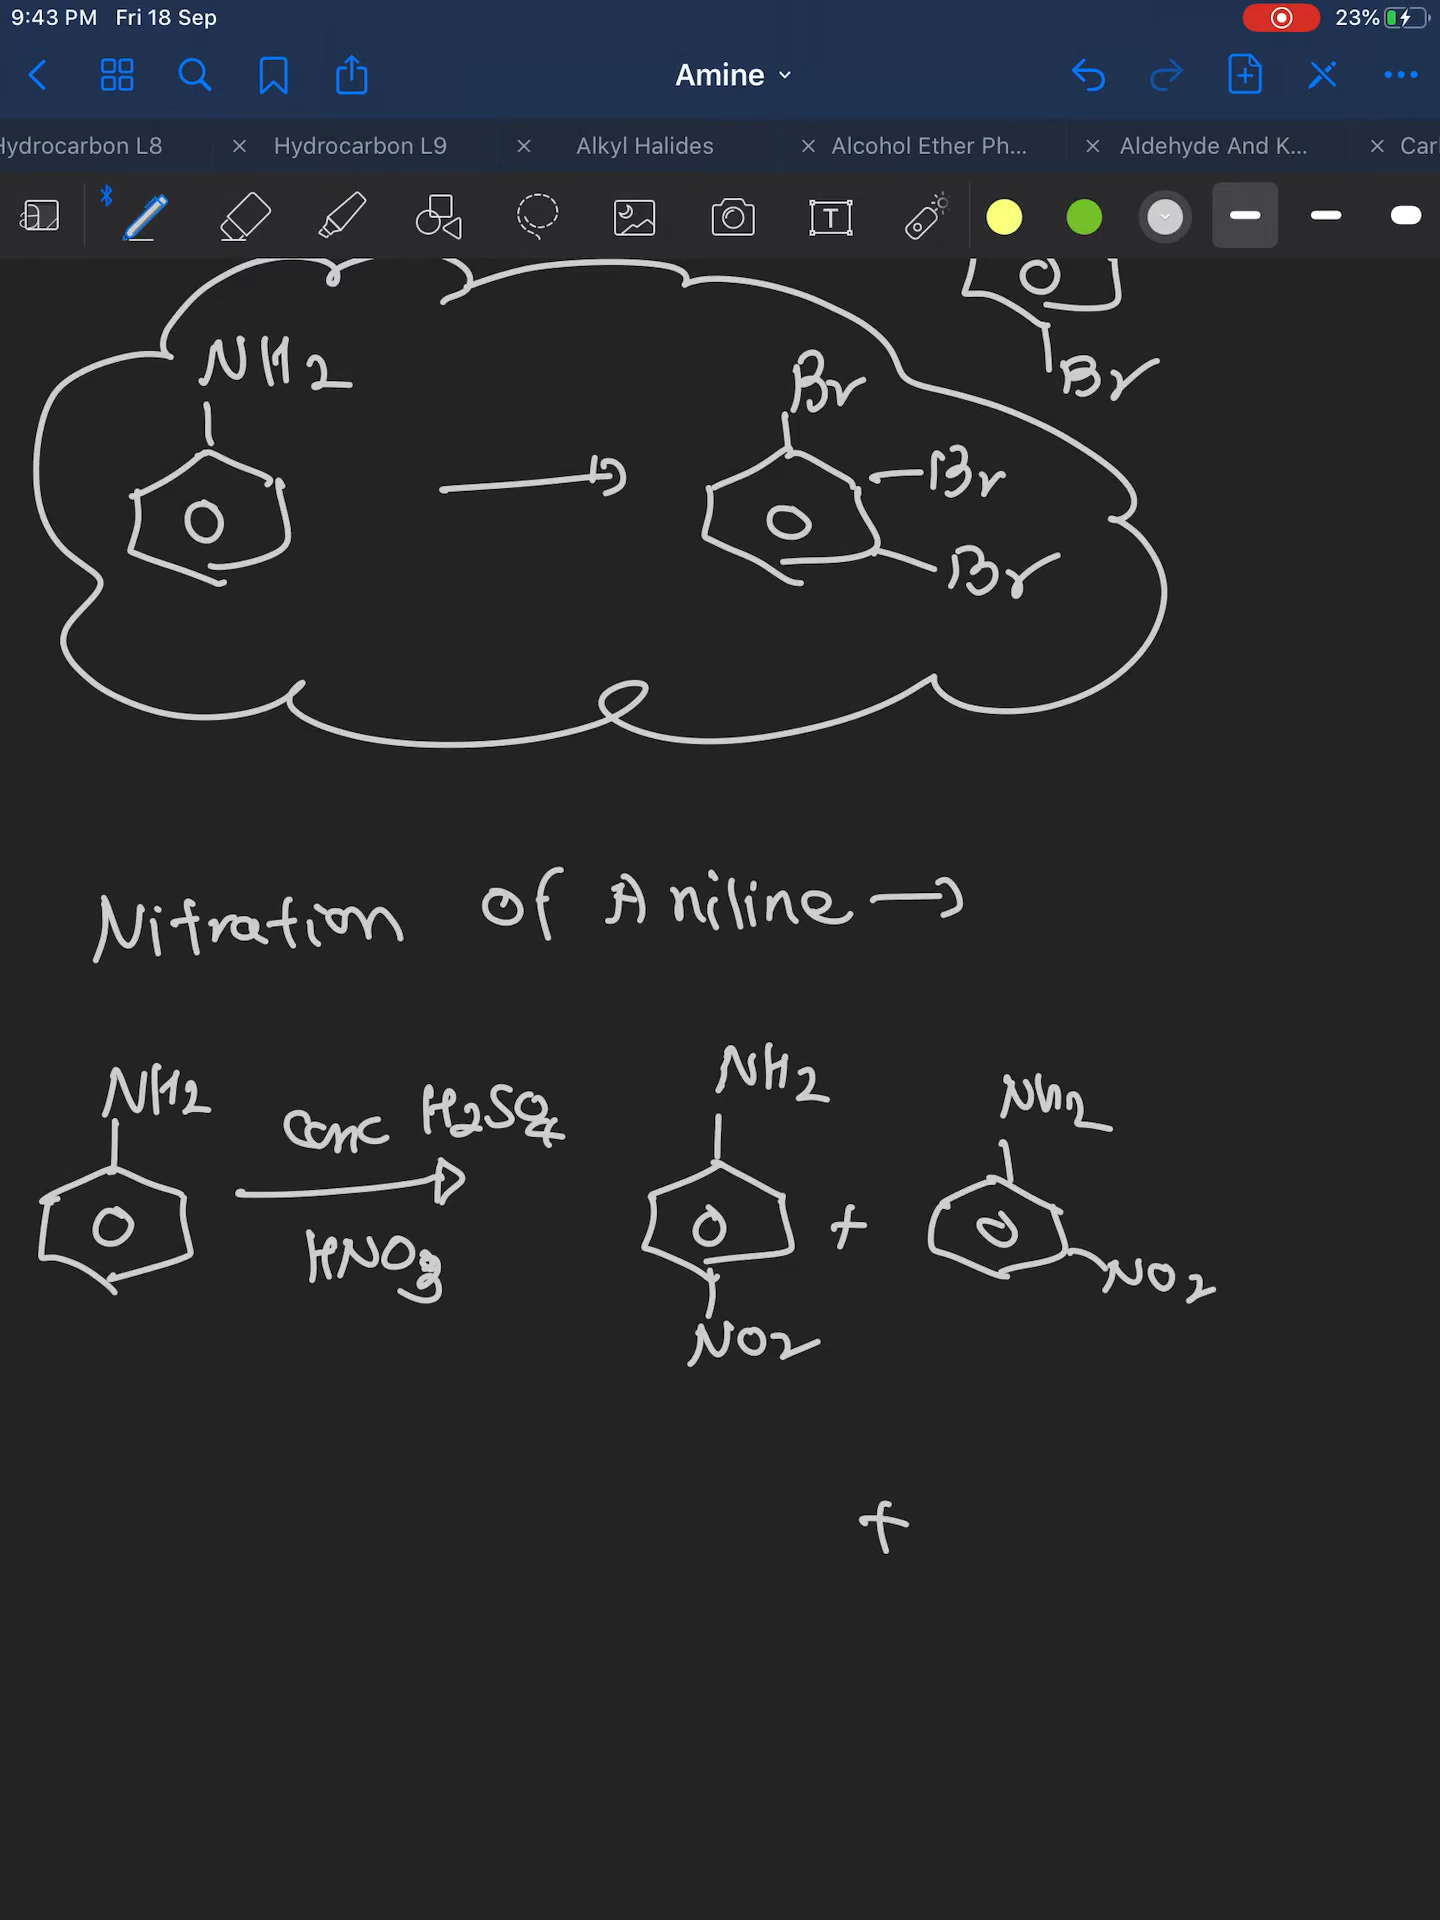 9:43 PM Fri 18 Sep 23%
Amine
Hydrocarbon L8 × Hydrocarbon L9 × Alkyl Halides × Alcohol Ether Ph... × Aldehyde And K... × Carl
T
Br
NH2
Br
Br
Br
Nitration of Aniline →
NH2 conc H2SO4 NH2 Nh2
HNO3 + NO2
NO2
+